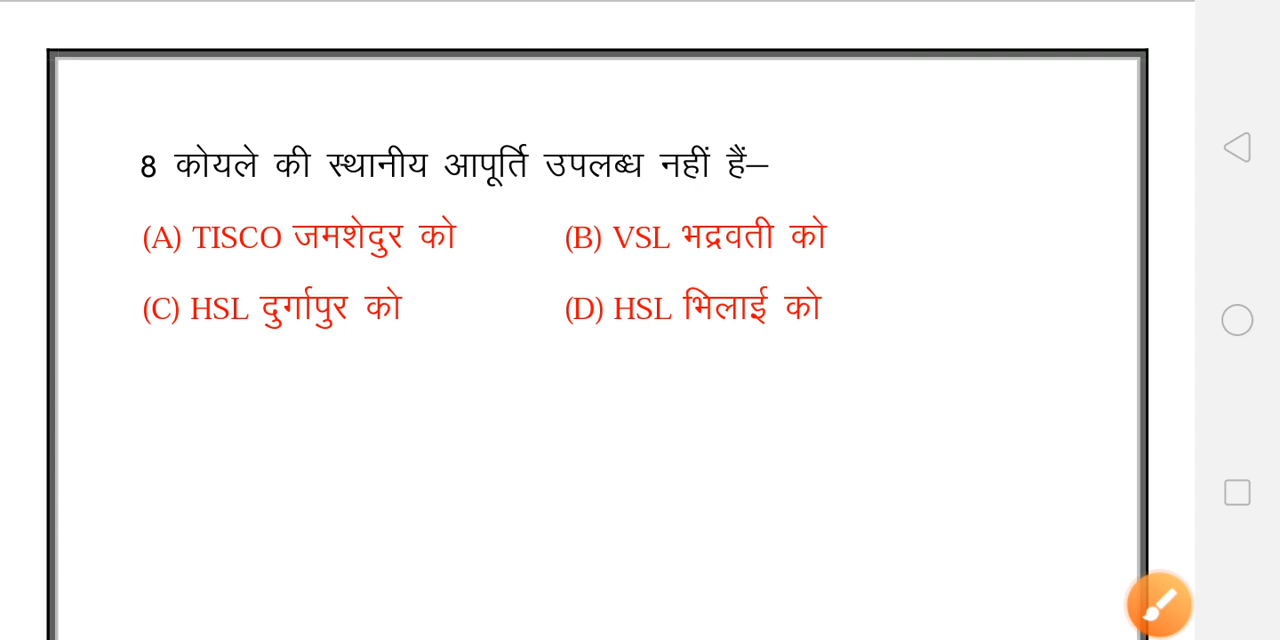 8 कोयले की स्थानीय आपूर्ति उपलब्ध नहीं हैं–
(A) TISCO जमशेदुर को (B) VSL भद्रवती को
(C) HSL दुर्गापुर को (D) HSL भिलाई को